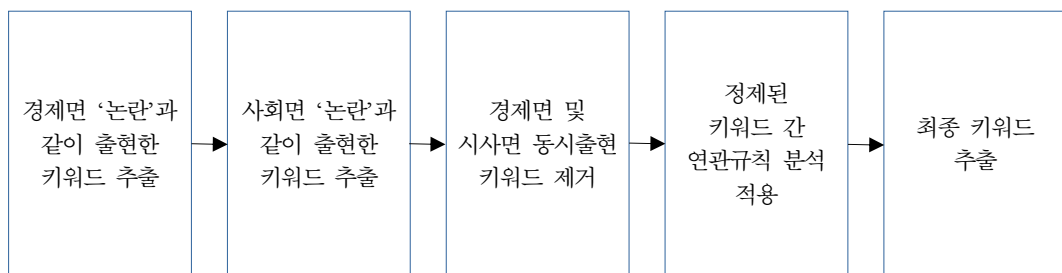 경제면 ‘논란’과
같이 출현한
키워드 추출
사회면 ‘논란’과
같이 출현한
키워드 추출
경제면 및
시사면 동시출현
키워드 제거
정제된
키워드 간
연관규칙 분석
적용
최종 키워드
추출